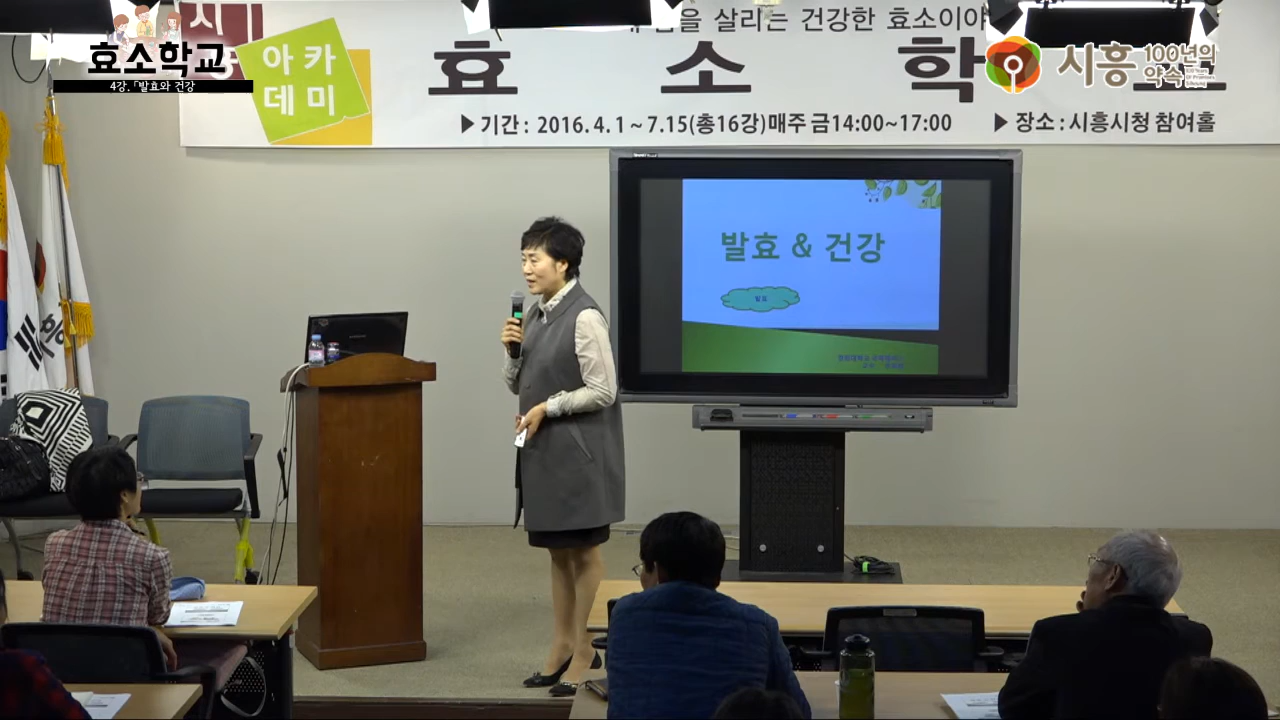 효소학교
4강.「발효와 건강
시흥
아카
데미
살리는 건강한 효소이야
효 소 학
▶기간 : 2016.4.1~7.15(총16강)매주 금14:00~17:00
▶장소 : 시흥시청 참여홀
시흥 100년의
약속
발효 & 건강
발효